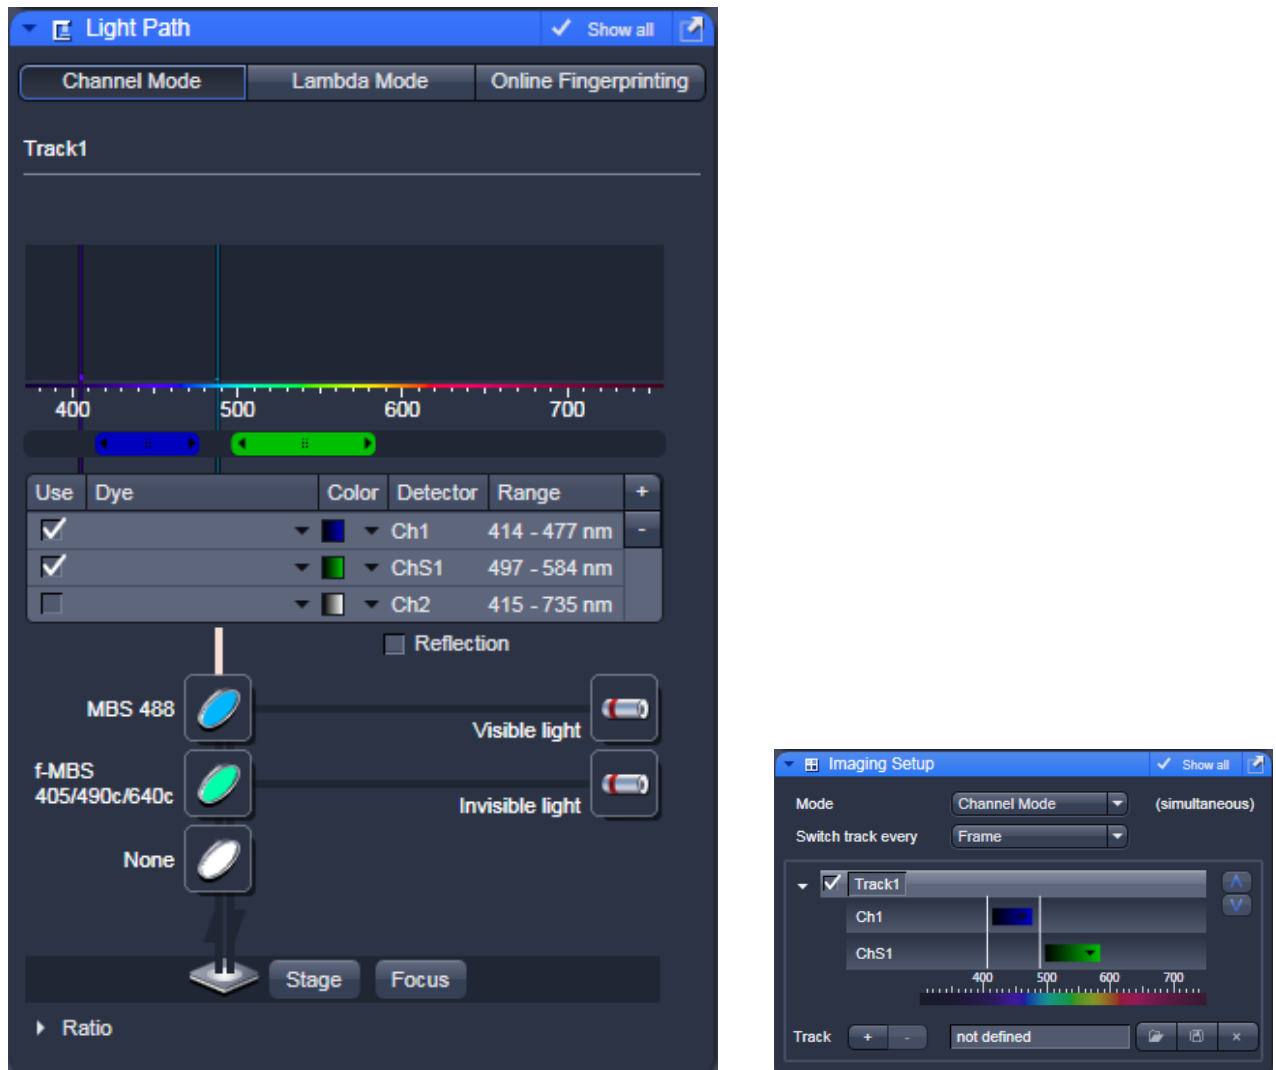 Light Path
Show all
Channel Mode Lambda Mode Online Fingerprinting
Track1
400 500 600 700
Use Dye Color Detector Range +
Ch1 414 - 477 nm -
ChS1 497 - 584 nm
Ch2 415 - 735 nm
Reflection
MBS 488
Visible light
f-MBS
405/490c/640c
Invisible light
None
Stage Focus
Ratio
Imaging Setup
Show all
Mode Channel Mode (simultaneous)
Switch track every Frame
Track1
Ch1
ChS1
400 500 600 700
Track + - not defined ×